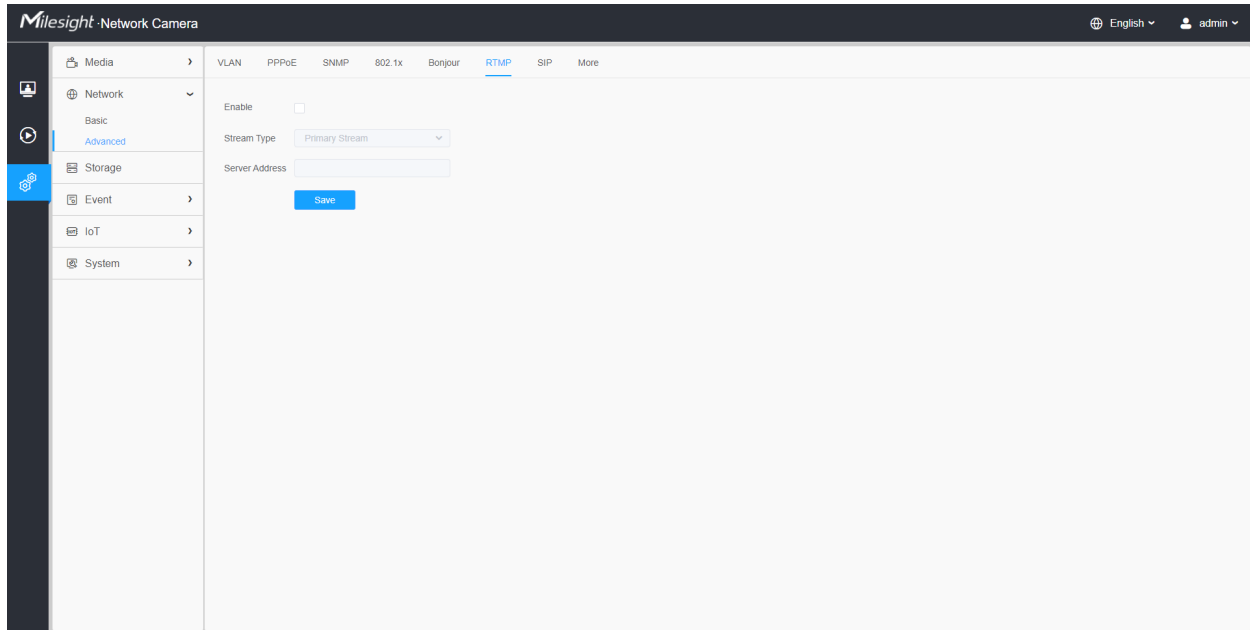 Milesight ·Network Camera
English
admin
Media
Network
Basic
Advanced
Storage
Event
IoT
System
VLAN PPPoE SNMP 802.1x Bonjour RTMP SIP More
Enable
Stream Type Primary Stream
Server Address
Save